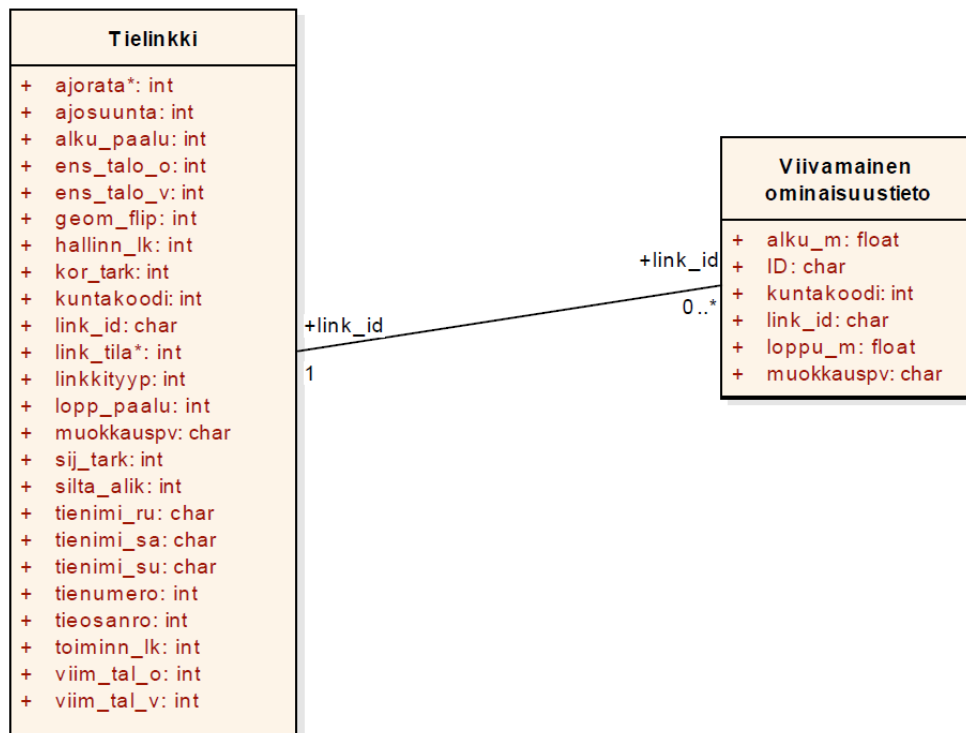 Tielinkki
+ ajorata*: int
+ ajosuunta: int
+ alku_paalu: int
+ ens_talo_o: int
+ ens_talo_v: int
+ geom_flip: int
+ hallinn_lk: int
+ kor_tark: int
+ kuntakoodi: int
+ link_id: char
+ link_tila*: int
+ linkkityyp: int
+ lopp_paalu: int
+ muokkauspv: char
+ sij_tark: int
+ silta_alik: int
+ tienimi_ru: char
+ tienimi_sa: char
+ tienimi_su: char
+ tienumero: int
+ tieosanro: int
+ toiminn_lk: int
+ viim_tal_o: int
+ viim_tal_v: int
+link_id
1
+link_id
0..*
Viivamainen
ominaisuustieto
+ alku_m: float
+ ID: char
+ kuntakoodi: int
+ link_id: char
+ loppu_m: float
+ muokkauspv: char